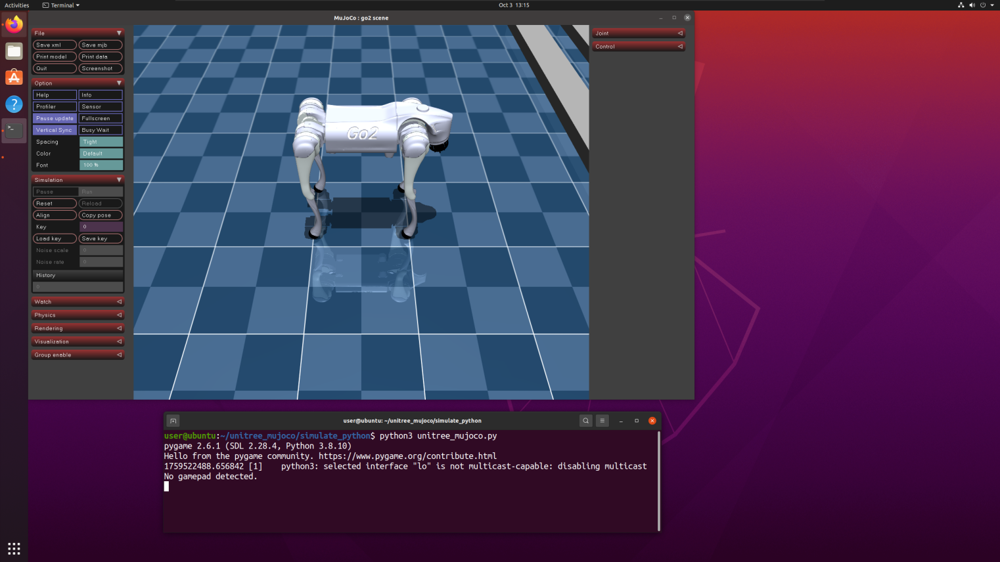 Activities
Terminal
Oct 3 13:15
MuJoCo : go2 scene
File
Save xml
Save mjb
Print model
Print data
Quit
Screenshot
Option
Help
Info
Profiler
Sensor
Pause update
Fullscreen
Vertical Sync
Busy Wait
Spacing
Tight
Color
Default
Font
100 %
Simulation
Pause
Run
Reset
Reload
Align
Copy pose
Key
0
Load key
Save key
Noise scale
0
Noise rate
0
History
0
Watch
Physics
Rendering
Visualization
Group enable
Go2
Joint
Control
user@ubuntu: ~/unitree_mujoco/simulate_python
user@ubuntu:~/unitree_mujoco/simulate_python$ python3 unitree_mujoco.py
pygame 2.6.1 (SDL 2.28.4, Python 3.8.10)
Hello from the pygame community. https://www.pygame.org/contribute.html
1759522488.656842 [1]    python3: selected interface "lo" is not multicast-capable: disabling multicast
No gamepad detected.